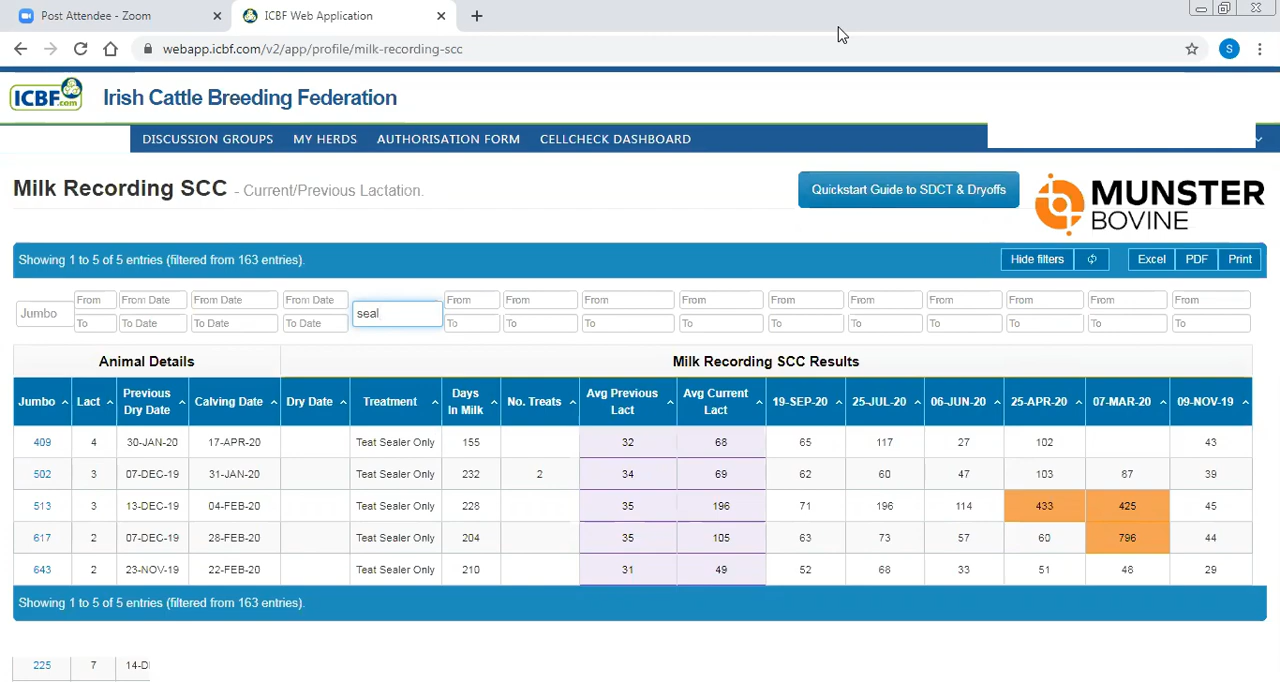 Post Attendee - Zoom
ICBF Web Application
webapp.icbf.com/v2/app/profile/milk-recording-scc
S
ICBF.com
Irish Cattle Breeding Federation
DISCUSSION GROUPS MY HERDS AUTHORISATION FORM CELLCHECK DASHBOARD
Milk Recording SCC - Current/Previous Lactation.
Quickstart Guide to SDCT & Dryoffs
MUNSTER
BOVINE
Showing 1 to 5 of 5 entries (filtered from 163 entries).
Hide filters Excel PDF Print
From From Date From Date From Date From From From From From From From From From From
Jumbo seal
To To Date To Date To Date To To To To To To To To To To
Animal Details Milk Recording SCC Results
Jumbo Lact Previous Dry Date Calving Date Dry Date Treatment Days In Milk No. Treats Avg Previous Lact Avg Current Lact 19-SEP-20 25-JUL-20 06-JUN-20 25-APR-20 07-MAR-20 09-NOV-19
409 4 30-JAN-20 17-APR-20 Teat Sealer Only 155 32 68 65 117 27 102 43
502 3 07-DEC-19 31-JAN-20 Teat Sealer Only 232 2 34 69 62 60 47 103 87 39
513 3 13-DEC-19 04-FEB-20 Teat Sealer Only 228 35 196 71 196 114 433 425 45
617 2 07-DEC-19 28-FEB-20 Teat Sealer Only 204 35 105 63 73 57 60 796 44
643 2 23-NOV-19 22-FEB-20 Teat Sealer Only 210 31 49 52 68 33 51 48 29
Showing 1 to 5 of 5 entries (filtered from 163 entries).
225 7 14-D